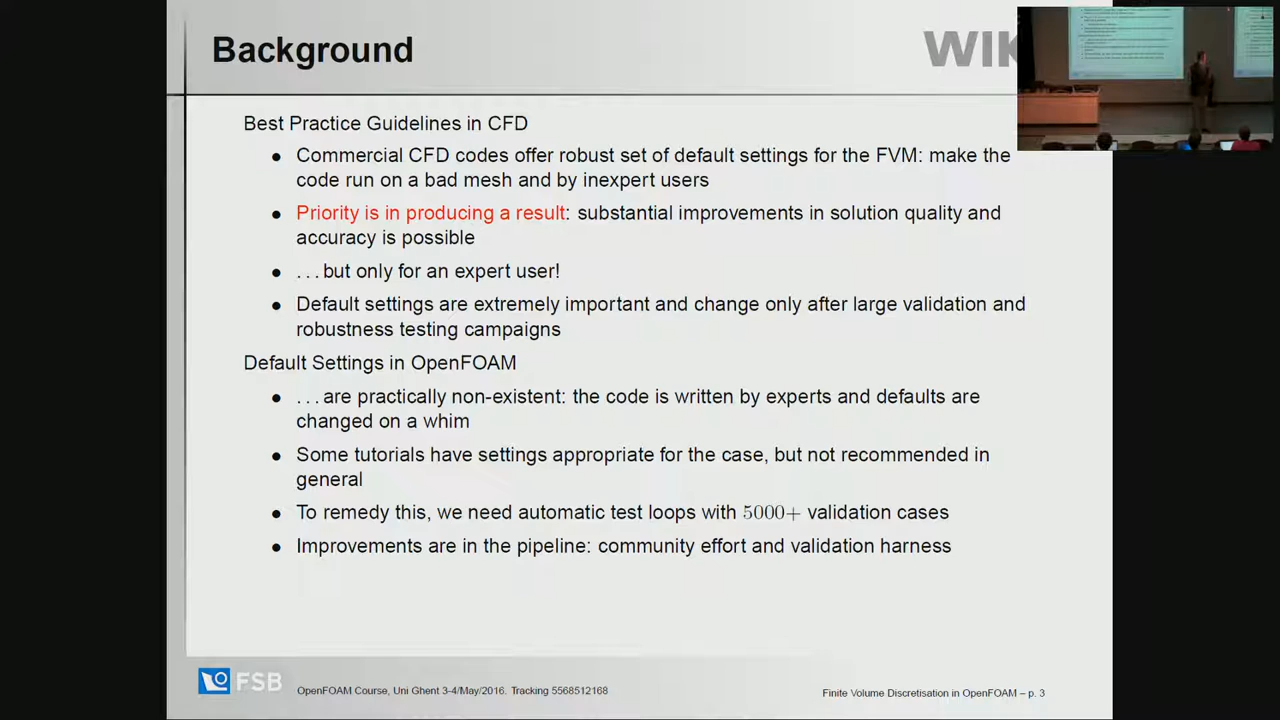 Background
WIK
Best Practice Guidelines in CFD
● Commercial CFD codes offer robust set of default settings for the FVM: make the
code run on a bad mesh and by inexpert users
● Priority is in producing a result: substantial improvements in solution quality and
accuracy is possible
● ...but only for an expert user!
● Default settings are extremely important and change only after large validation and
robustness testing campaigns
Default Settings in OpenFOAM
● ...are practically non-existent: the code is written by experts and defaults are
changed on a whim
● Some tutorials have settings appropriate for the case, but not recommended in
general
● To remedy this, we need automatic test loops with 5000+ validation cases
● Improvements are in the pipeline: community effort and validation harness
FSB
OpenFOAM Course, Uni Ghent 3-4/May/2016. Tracking 5568512168
Finite Volume Discretisation in OpenFOAM – p. 3